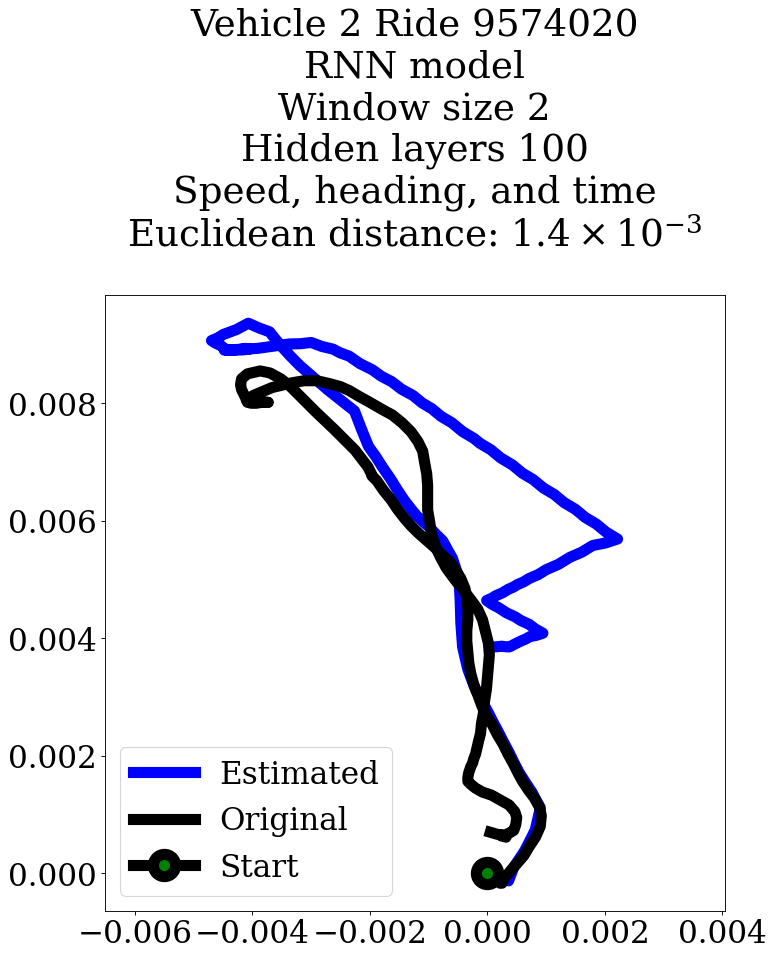 Vehicle 2 Ride 9574020
RNN model
Window size 2
Hidden layers 100
Speed, heading, and time
Euclidean distance: $1.4 × 10^{-3}$
0.008
0.006
0.004
0.002
0.000
Estimated
Original
Start
−0.006 −0.004 −0.002 0.000 0.002 0.004